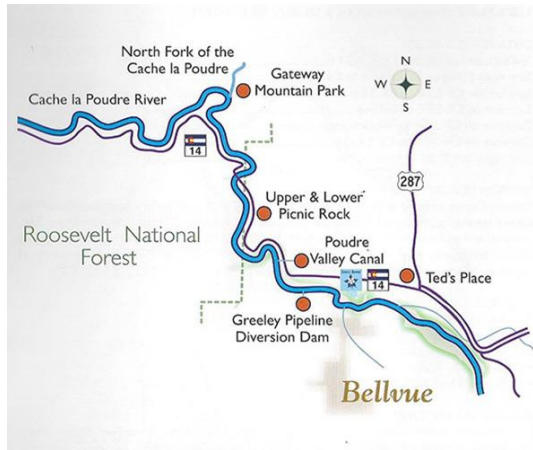 North Fork of the
Cache la Poudre
Gateway
Mountain Park
N
W E
S
Cache la Poudre River
14
287
Upper & Lower
Picnic Rock
Roosevelt National
Forest
Poudre
Valley Canal
14
Ted's Place
Greeley Pipeline
Diversion Dam
Bellvue